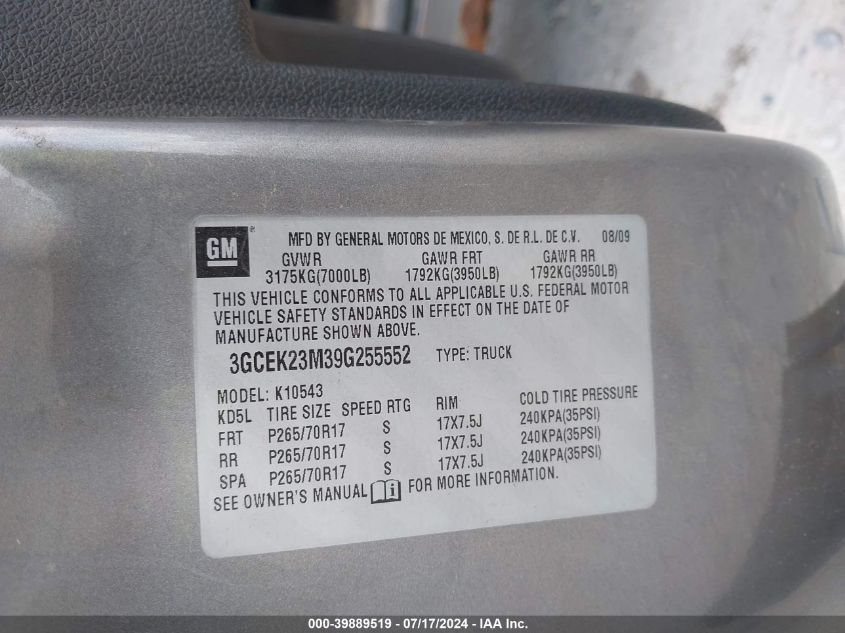 GM® MFD BY GENERAL MOTORS DE MEXICO, S. DE R.L. DE C.V. 08/09
GVWR GAWR FRT GAWR RR
3175KG(7000LB) 1792KG(3950LB) 1792KG(3950LB)
THIS VEHICLE CONFORMS TO ALL APPLICABLE U.S. FEDERAL MOTOR
VEHICLE SAFETY STANDARDS IN EFFECT ON THE DATE OF
MANUFACTURE SHOWN ABOVE.
3GCEK23M39G255552 TYPE: TRUCK
MODEL: K10543
KD5L TIRE SIZE SPEED RTG RIM COLD TIRE PRESSURE
FRT P265/70R17 S 17X7.5J 240KPA(35PSI)
RR P265/70R17 S 17X7.5J 240KPA(35PSI)
SPA P265/70R17 S 17X7.5J 240KPA(35PSI)
SEE OWNER'S MANUAL FOR MORE INFORMATION.
000-39889519 - 07/17/2024 - IAA Inc.